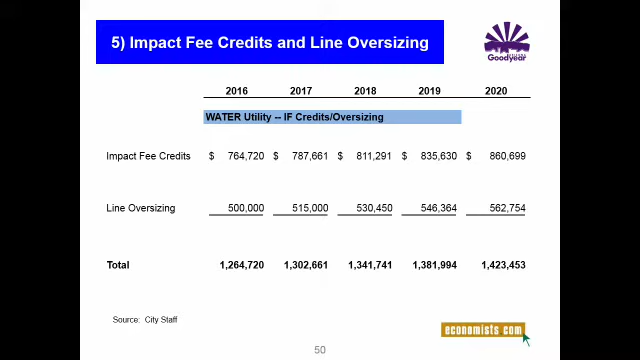 5) Impact Fee Credits and Line Oversizing
Goodyear
2016 2017 2018 2019 2020
WATER Utility -- IF Credits/Oversizing
Impact Fee Credits $ 764,720 $ 787,661 $ 811,291 $ 835,630 $ 860,699
Line Oversizing 500,000 515,000 530,450 546,364 562,754
Total 1,264,720 1,302,661 1,341,741 1,381,994 1,423,453
Source: City Staff
economists.com
50